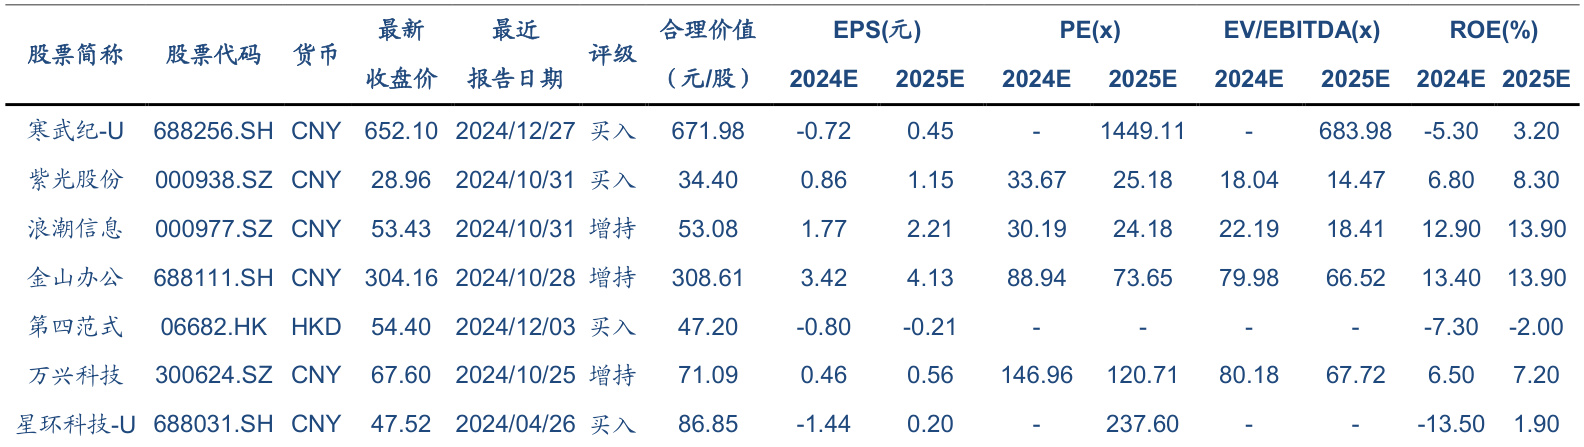 股票简称 股票代码 货币 最新收盘价 最近报告日期 评级 合理价值（元/股） EPS(元) PE(x) EV/EBITDA(x) ROE(%)
2024E 2025E 2024E 2025E 2024E 2025E 2024E 2025E
寒武纪-U 688256.SH CNY 652.10 2024/12/27 买入 671.98 -0.72 0.45 - 1449.11 - 683.98 -5.30 3.20
紫光股份 000938.SZ CNY 28.96 2024/10/31 买入 34.40 0.86 1.15 33.67 25.18 18.04 14.47 6.80 8.30
浪潮信息 000977.SZ CNY 53.43 2024/10/31 增持 53.08 1.77 2.21 30.19 24.18 22.19 18.41 12.90 13.90
金山办公 688111.SH CNY 304.16 2024/10/28 增持 308.61 3.42 4.13 88.94 73.65 79.98 66.52 13.40 13.90
第四范式 06682.HK HKD 54.40 2024/12/03 买入 47.20 -0.80 -0.21 - - - - -7.30 -2.00
万兴科技 300624.SZ CNY 67.60 2024/10/25 增持 71.09 0.46 0.56 146.96 120.71 80.18 67.72 6.50 7.20
星环科技-U 688031.SH CNY 47.52 2024/04/26 买入 86.85 -1.44 0.20 - 237.60 - - -13.50 1.90